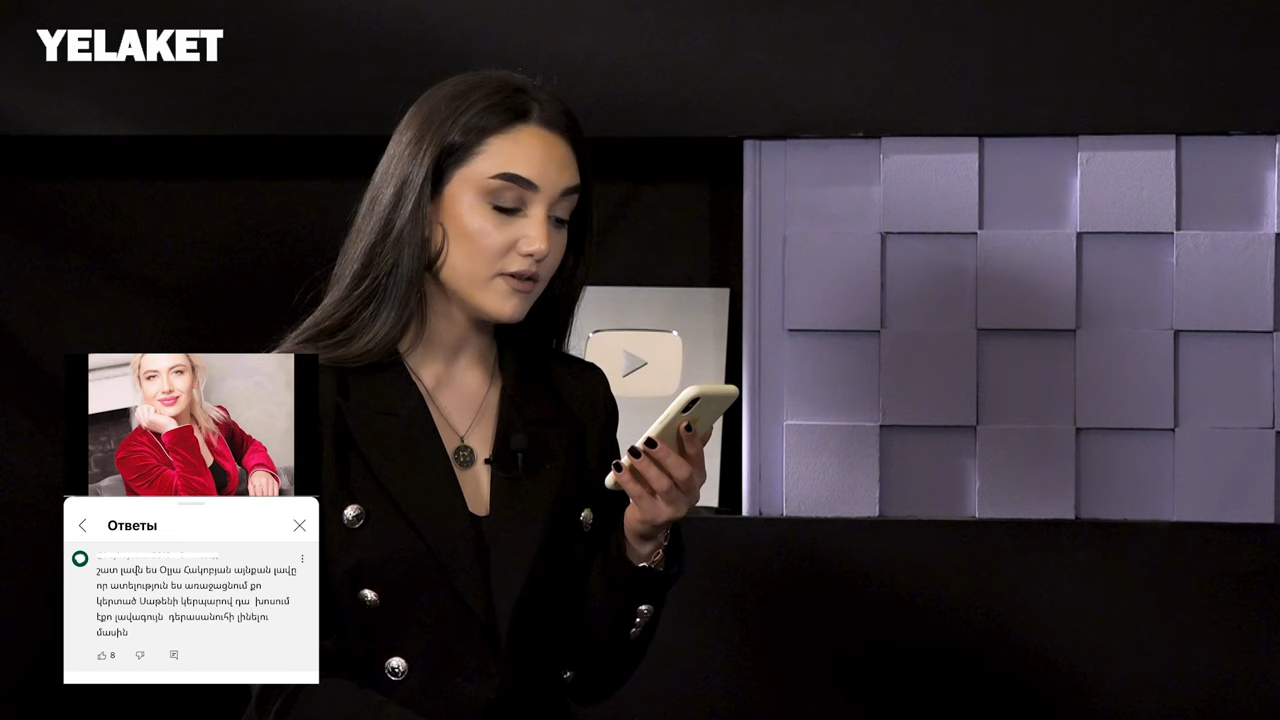 YELAKET
Ответы
շատ լավն ես Օլյա Հակոբյան այնքան լավը
որ ատելություն ես առաջացնում քո
կերտած Սաթենի կերպարով դա խոսում
էքո լավագույն դերասանուհի լինելու
մասին
8